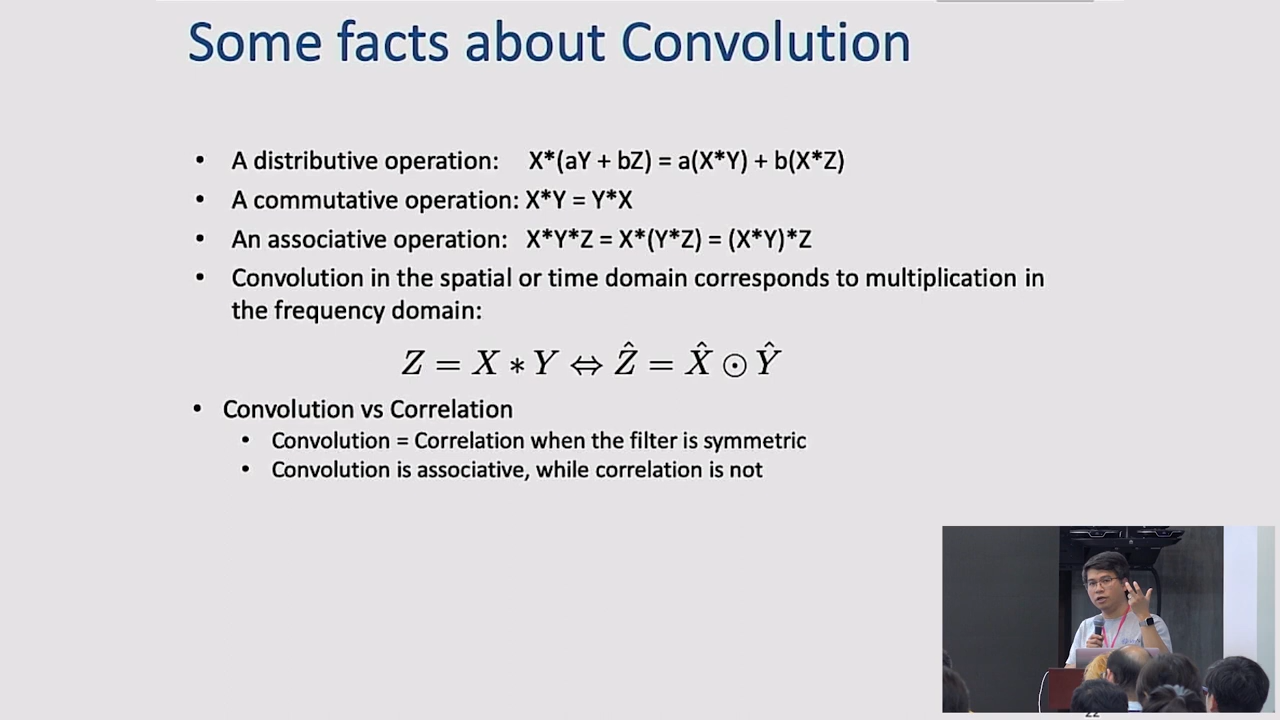 Some facts about Convolution
• A distributive operation: X*(aY + bZ) = a(X*Y) + b(X*Z)
• A commutative operation: X*Y = Y*X
• An associative operation: X*Y*Z = X*(Y*Z) = (X*Y)*Z
• Convolution in the spatial or time domain corresponds to multiplication in
the frequency domain:
Z = X ∗ Y ⇔ Ẑ = X̂ ⊙ Ŷ
• Convolution vs Correlation
• Convolution = Correlation when the filter is symmetric
• Convolution is associative, while correlation is not
22